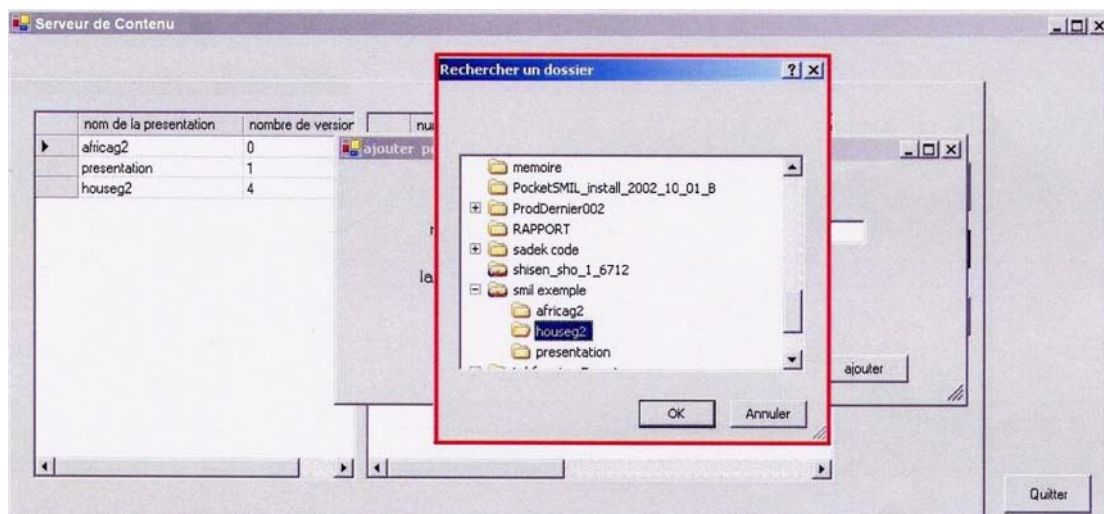 Serveur de Contenu
Rechercher un dossier
nom de la presentation nombre de version
africag2 0
presentation 1
houseg2 4
ajouter
memoire
PocketSMIL_install_2002_10_01_B
ProdDernier002
RAPPORT
sadek code
shisen_sho_1_6712
smil exemple
africag2
houseg2
presentation
la
ajouter
OK Annuler
Quitter